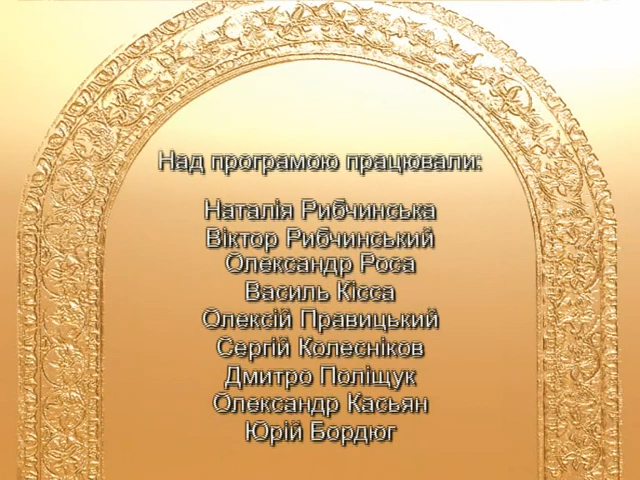 Над програмою працювали:
Наталія Рибчинська
Віктор Рибчинський
Олександр Роса
Василь Кісса
Олексій Правицький
Сергій Колесніков
Дмитро Поліщук
Олександр Касьян
Юрій Бордюг